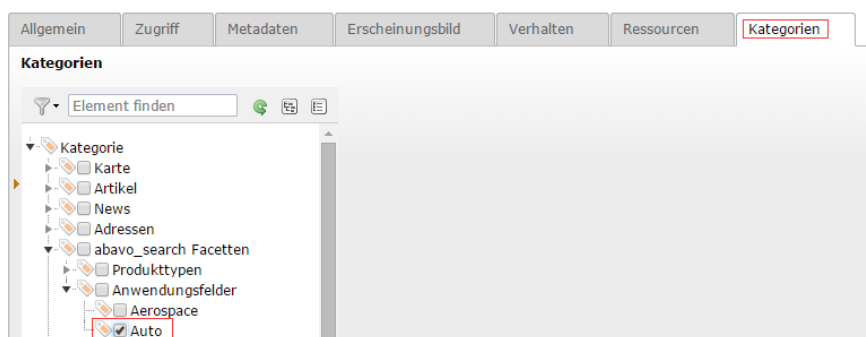 Allgemein Zugriff Metadaten Erscheinungsbild Verhalten Ressourcen Kategorien
Kategorien
Element finden
Kategorie
Karte
Artikel
News
Adressen
abavo_search Facetten
Produkttypen
Anwendungsfelder
Aerospace
Auto